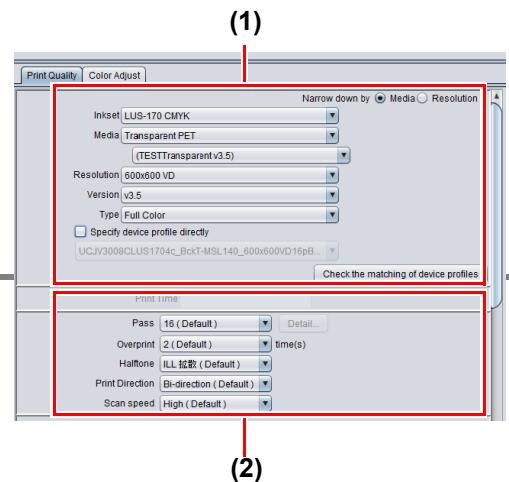 (1)
Print Quality Color Adjust
Narrow down by Media Resolution
Inkset LUS-170 CMYK
Media Transparent PET
(TESTTransparent v3.5)
Resolution 600x600 VD
Version v3.5
Type Full Color
Specify device profile directly
UCJV3008CLUS1704c_BckT-MSL140_600x600VD16pB...
Check the matching of device profiles
Print Time
Pass 16 ( Default ) Detail...
Overprint 2 ( Default ) time(s)
Halftone ILL 拡散 ( Default )
Print Direction Bi-direction ( Default )
Scan speed High ( Default )
(2)